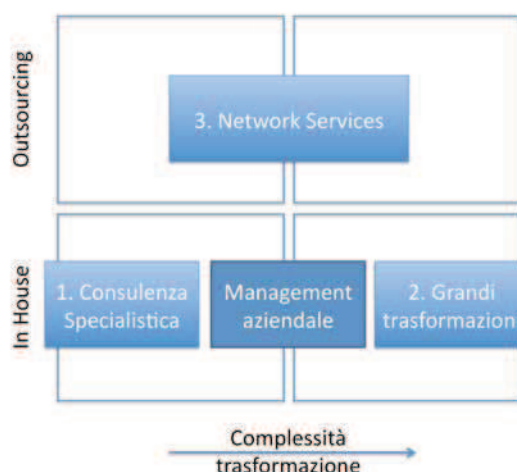 Outsourcing
3. Network Services
In House
1. Consulenza
Specialistica
Management
aziendale
2. Grandi
trasformazion
Complessità
trasformazione